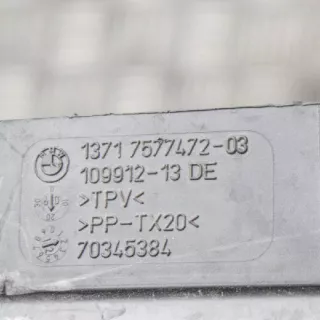 1371 7577472-03
109912-13 DE
>TPV<
>PP-TX20<
70345384